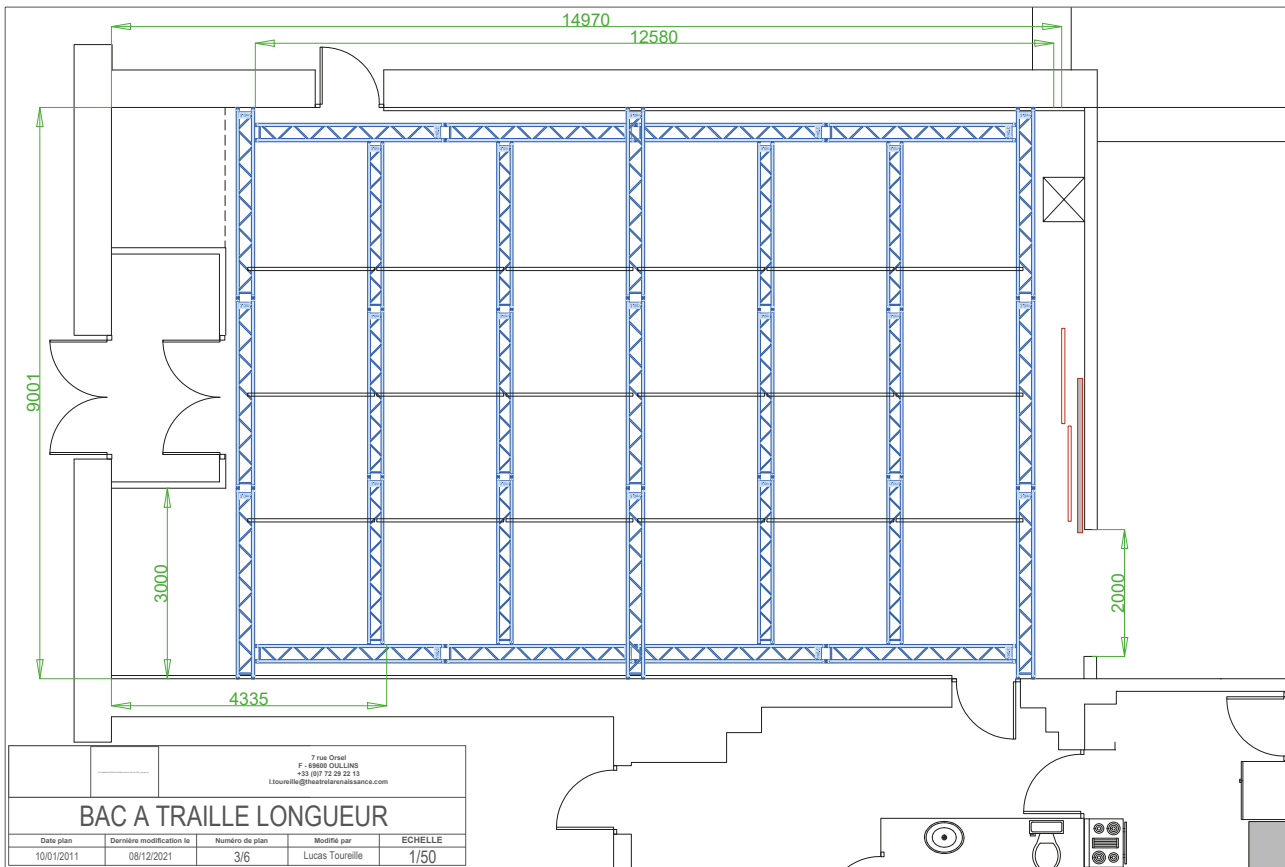 14970
12580
9001
3000
2000
4335
7 rue Orsel
F - 69600 OULLINS
+33 (0)7 72 29 22 13
l.toureille@theatrelarenaissance.com
BAC A TRAILLE LONGUEUR
Date plan Dernière modification le Numéro de plan Modifié par ECHELLE
10/01/2011 08/12/2021 3/6 Lucas Toureille 1/50